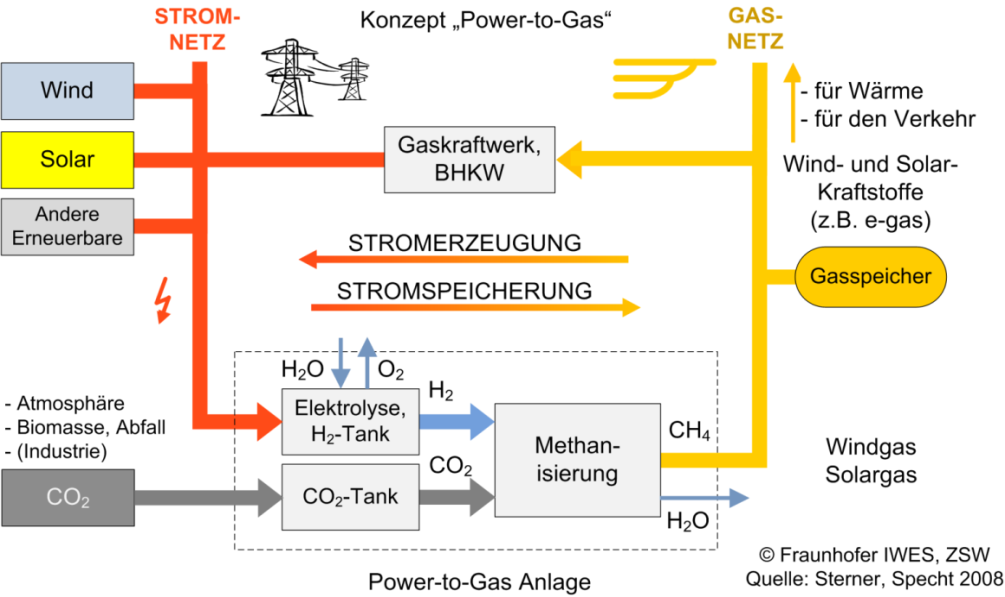 STROM-
NETZ
Konzept „Power-to-Gas“
GAS-
NETZ
Wind
Solar
Andere
Erneuerbare
Gaskraftwerk,
BHKW
- für Wärme
- für den Verkehr
Wind- und Solar-
Kraftstoffe
(z.B. e-gas)
Gasspeicher
STROMERZEUGUNG
STROMSPEICHERUNG
H₂O
O₂
- Atmosphäre
- Biomasse, Abfall
- (Industrie)
CO₂
Elektrolyse,
H₂-Tank
H₂
CO₂-Tank
CO₂
Methan-
isierung
CH₄
H₂O
Windgas
Solargas
Power-to-Gas Anlage
© Fraunhofer IWES, ZSW
Quelle: Sterner, Specht 2008